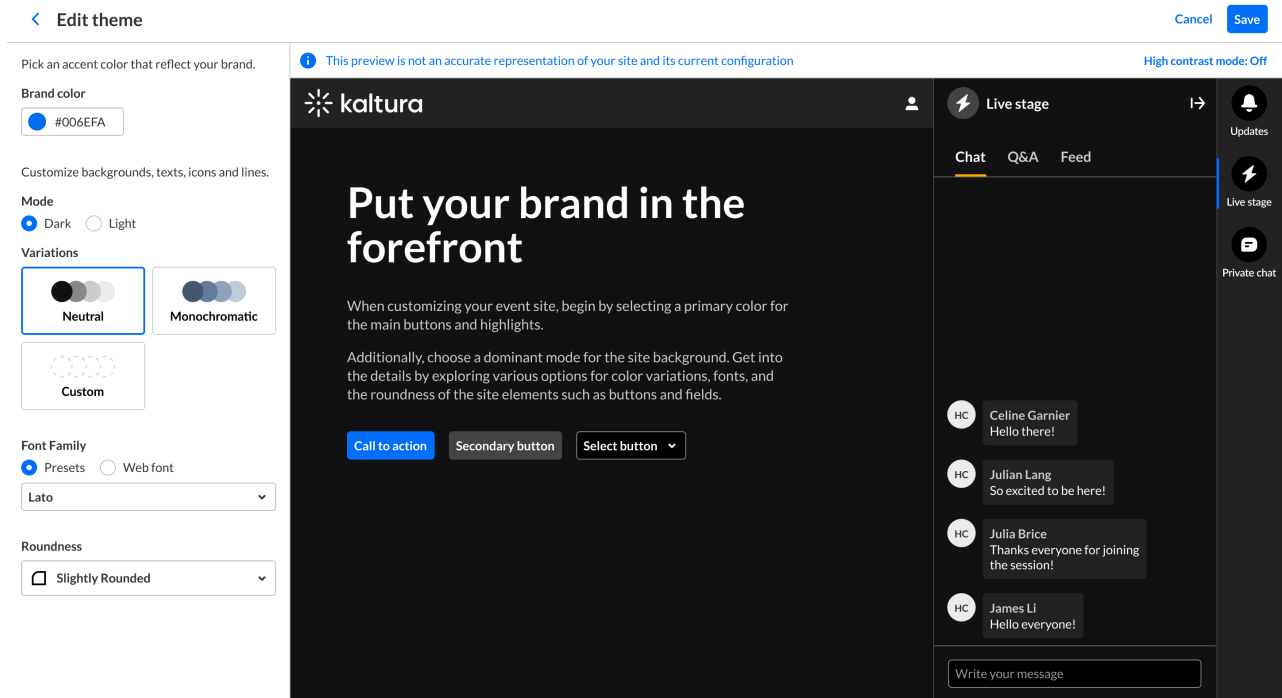 Edit theme
Cancel
Save
Pick an accent color that reflect your brand.
Brand color
#006EFA
Customize backgrounds, texts, icons and lines.
Mode
Dark
Light
Variations
Neutral
Monochromatic
Custom
Font Family
Presets
Web font
Lato
Roundness
Slightly Rounded
This preview is not an accurate representation of your site and its current configuration
High contrast mode: Off
kaltura
Put your brand in the
forefront
When customizing your event site, begin by selecting a primary color for
the main buttons and highlights.
Additionally, choose a dominant mode for the site background. Get into
the details by exploring various options for color variations, fonts, and
the roundness of the site elements such as buttons and fields.
Call to action
Secondary button
Select button
Live stage
Chat
Q&A
Feed
HC
Celine Garnier
Hello there!
HC
Julian Lang
So excited to be here!
HC
Julia Brice
Thanks everyone for joining
the session!
HC
James Li
Hello everyone!
Write your message
Updates
Live stage
Private chat